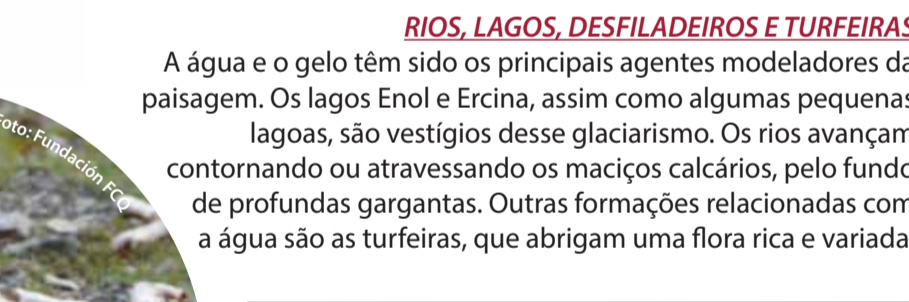 RIOS, LAGOS, DESFILADEIROS E TURFEIRAS
A água e o gelo têm sido os principais agentes modeladores da
paisagem. Os lagos Enol e Ercina, assim como algumas pequenas
lagoas, são vestígios desse glaciarismo. Os rios avançam
contornando ou atravessando os maciços calcários, pelo fundo
de profundas gargantas. Outras formações relacionadas com
a água são as turfeiras, que abrigam uma flora rica e variada
Foto: Fundación FCQ